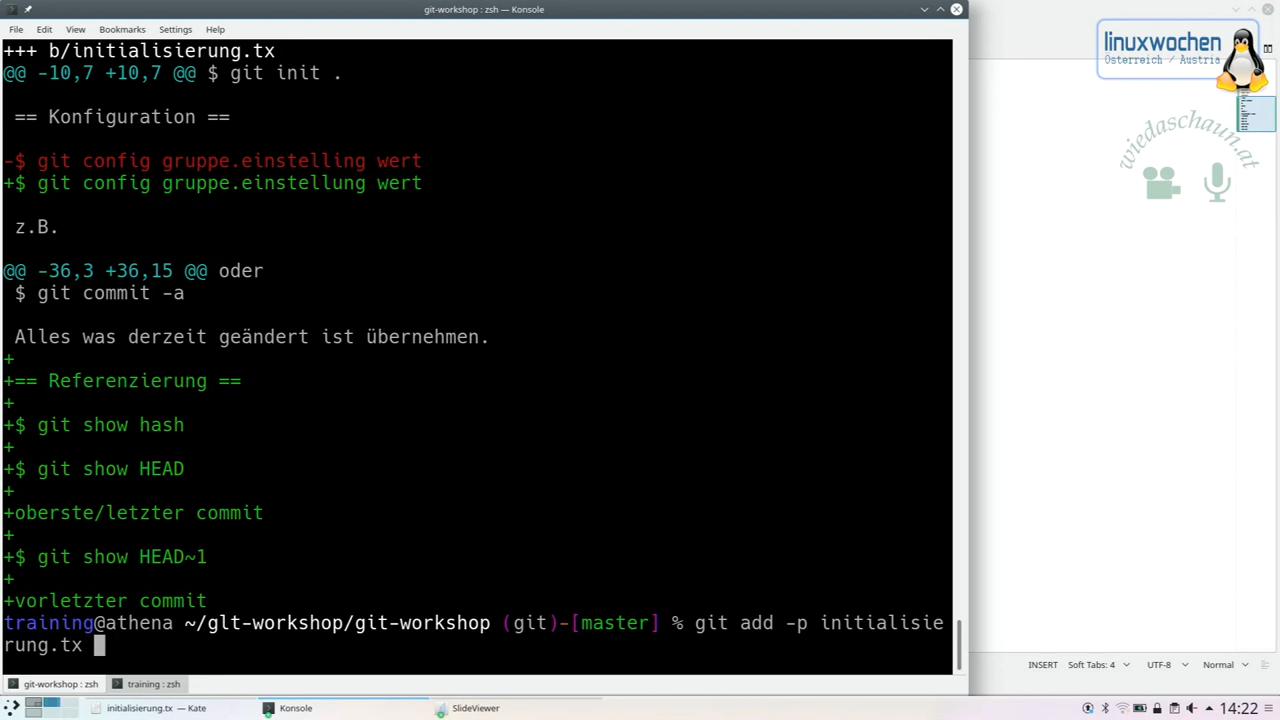 git-workshop : zsh — Konsole
File Edit View Bookmarks Settings Help
+++ b/initialisierung.tx
@@ -10,7 +10,7 @@ $ git init .
== Konfiguration ==
-$ git config gruppe.einstelling wert
+$ git config gruppe.einstellung wert
z.B.
@@ -36,3 +36,15 @@ oder
$ git commit -a
Alles was derzeit geändert ist übernehmen.
+
+== Referenzierung ==
+
+$ git show hash
+
+$ git show HEAD
+
+oberste/letzter commit
+
+$ git show HEAD~1
+
+vorletzter commit
training@athena ~/glt-workshop/git-workshop (git)-[master] % git add -p initialisie
rung.tx
git-workshop : zsh training : zsh
linuxwochen
Österreich / Austria
wiedaschaun.at
INSERT Soft Tabs: 4 UTF-8 Normal
initialisierung.tx — Kate Konsole SlideViewer 14:22